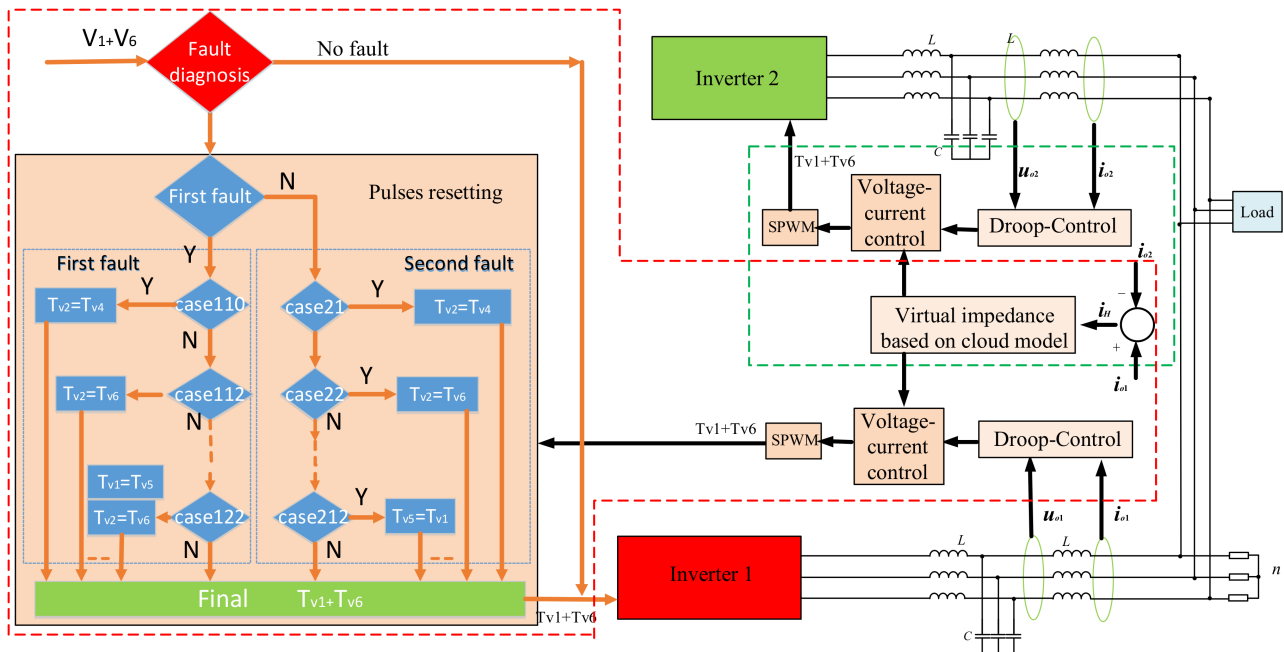 V1+V6
Fault
diagnosis
No fault
First fault
N
Pulses resetting
Y
First fault
Second fault
Y
case110
Tv2=Tv4
N
case21
Y
Tv2=Tv4
N
Tv2=Tv6
case112
N
case22
Y
Tv2=Tv6
N
Tv1=Tv5
Tv2=Tv6
case122
N
case212
Y
Tv5=Tv1
N
Final Tv1+Tv6
Tv1+Tv6
Inverter 2
L
L
C
Tv1+Tv6
uo2
io2
Load
SPWM
Voltage-
current
control
Droop-Control
io2
−
Virtual impedance
based on cloud model
iH
+
io1
Tv1+Tv6
SPWM
Voltage-
current
control
Droop-Control
uo1
io1
Inverter 1
L
L
C
n